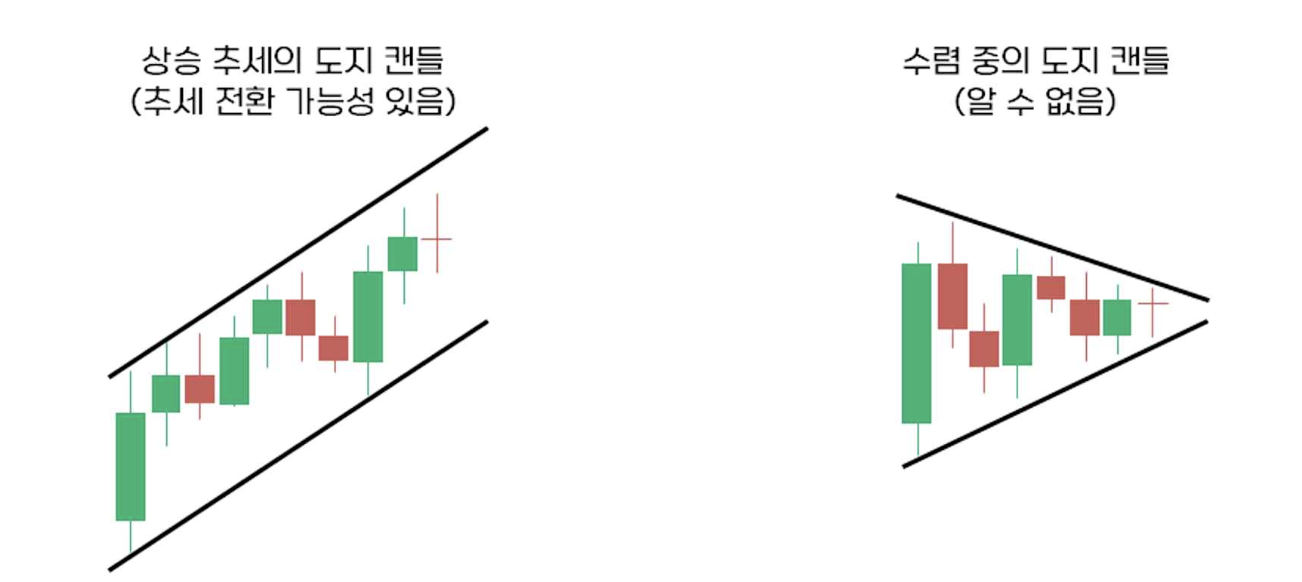 상승 추세의 도지 캔들
(추세 전환 가능성 있음)
수렴 중의 도지 캔들
(알 수 없음)